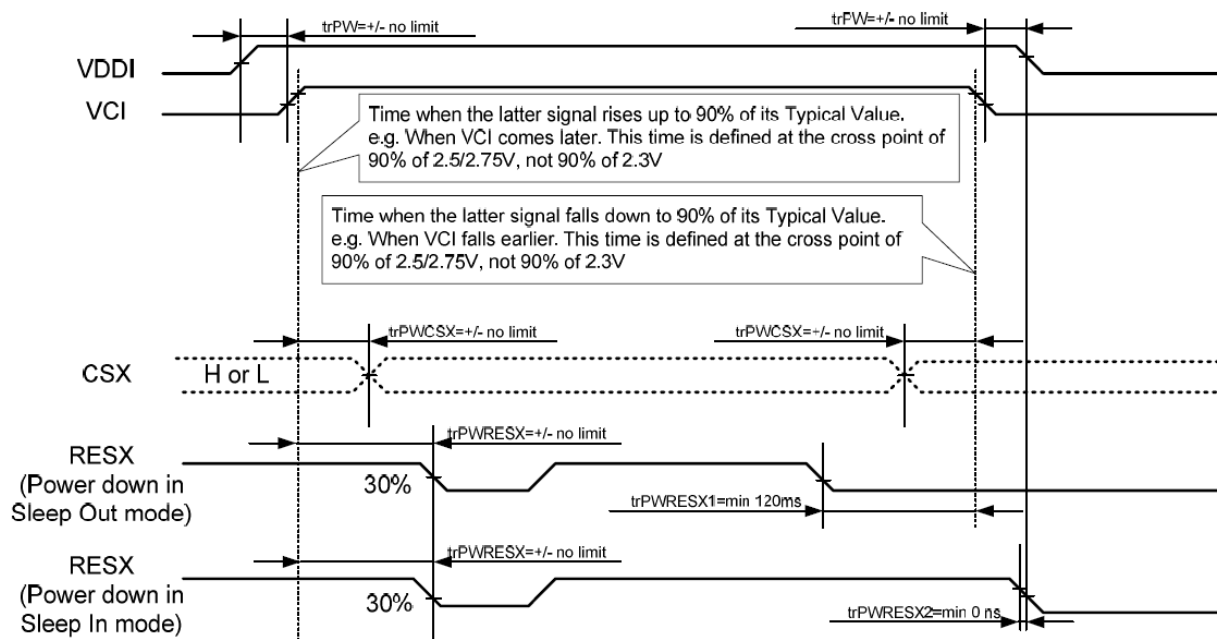 trPW=+/- no limit
trPW=+/- no limit
VDDI
VCI
Time when the latter signal rises up to 90% of its Typical Value.
e.g. When VCI comes later. This time is defined at the cross point of
90% of 2.5/2.75V, not 90% of 2.3V
Time when the latter signal falls down to 90% of its Typical Value.
e.g. When VCI falls earlier. This time is defined at the cross point of
90% of 2.5/2.75V, not 90% of 2.3V
trPWCSX=+/- no limit
trPWCSX=+/- no limit
CSX
H or L
trPWRESX=+/- no limit
RESX
(Power down in
Sleep Out mode)
30%
trPWRESX1=min 120ms
trPWRESX=+/- no limit
RESX
(Power down in
Sleep In mode)
30%
trPWRESX2=min 0 ns